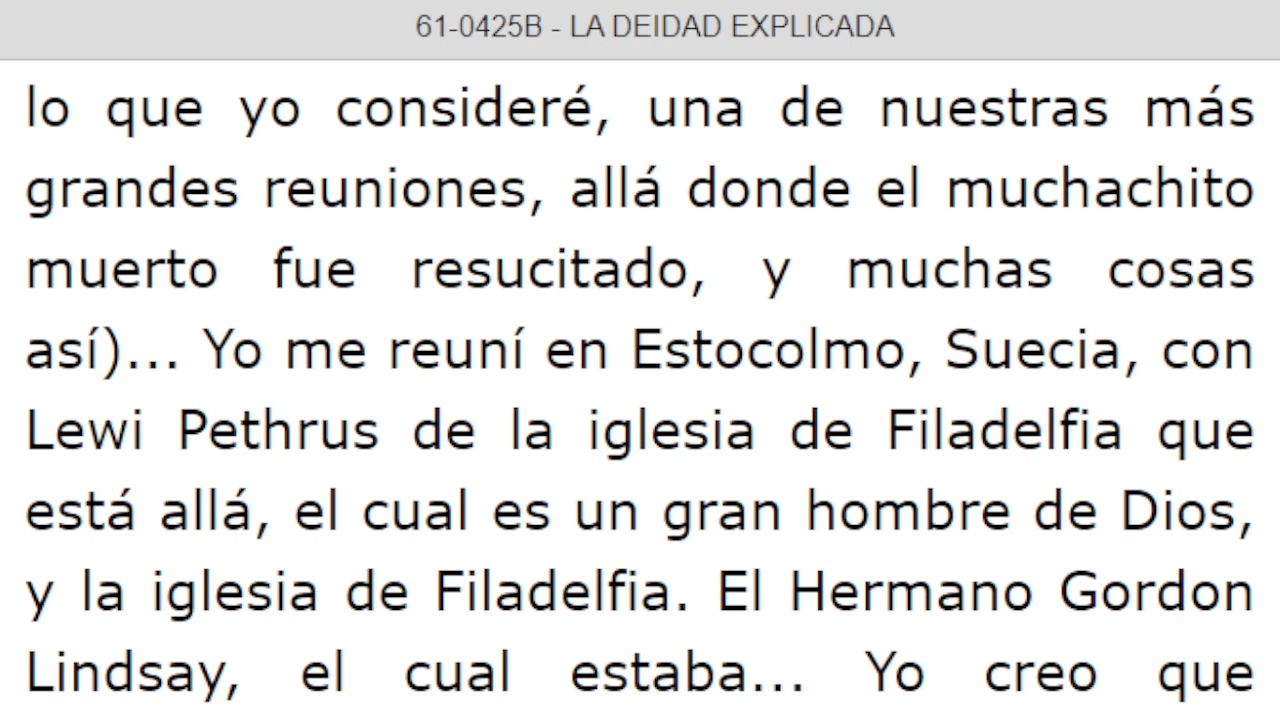 61-0425B - LA DEIDAD EXPLICADA
lo que yo consideré, una de nuestras más
grandes reuniones, allá donde el muchachito
muerto fue resucitado, y muchas cosas
así)... Yo me reuní en Estocolmo, Suecia, con
Lewi Pethrus de la iglesia de Filadelfia que
está allá, el cual es un gran hombre de Dios,
y la iglesia de Filadelfia. El Hermano Gordon
Lindsay, el cual estaba... Yo creo que